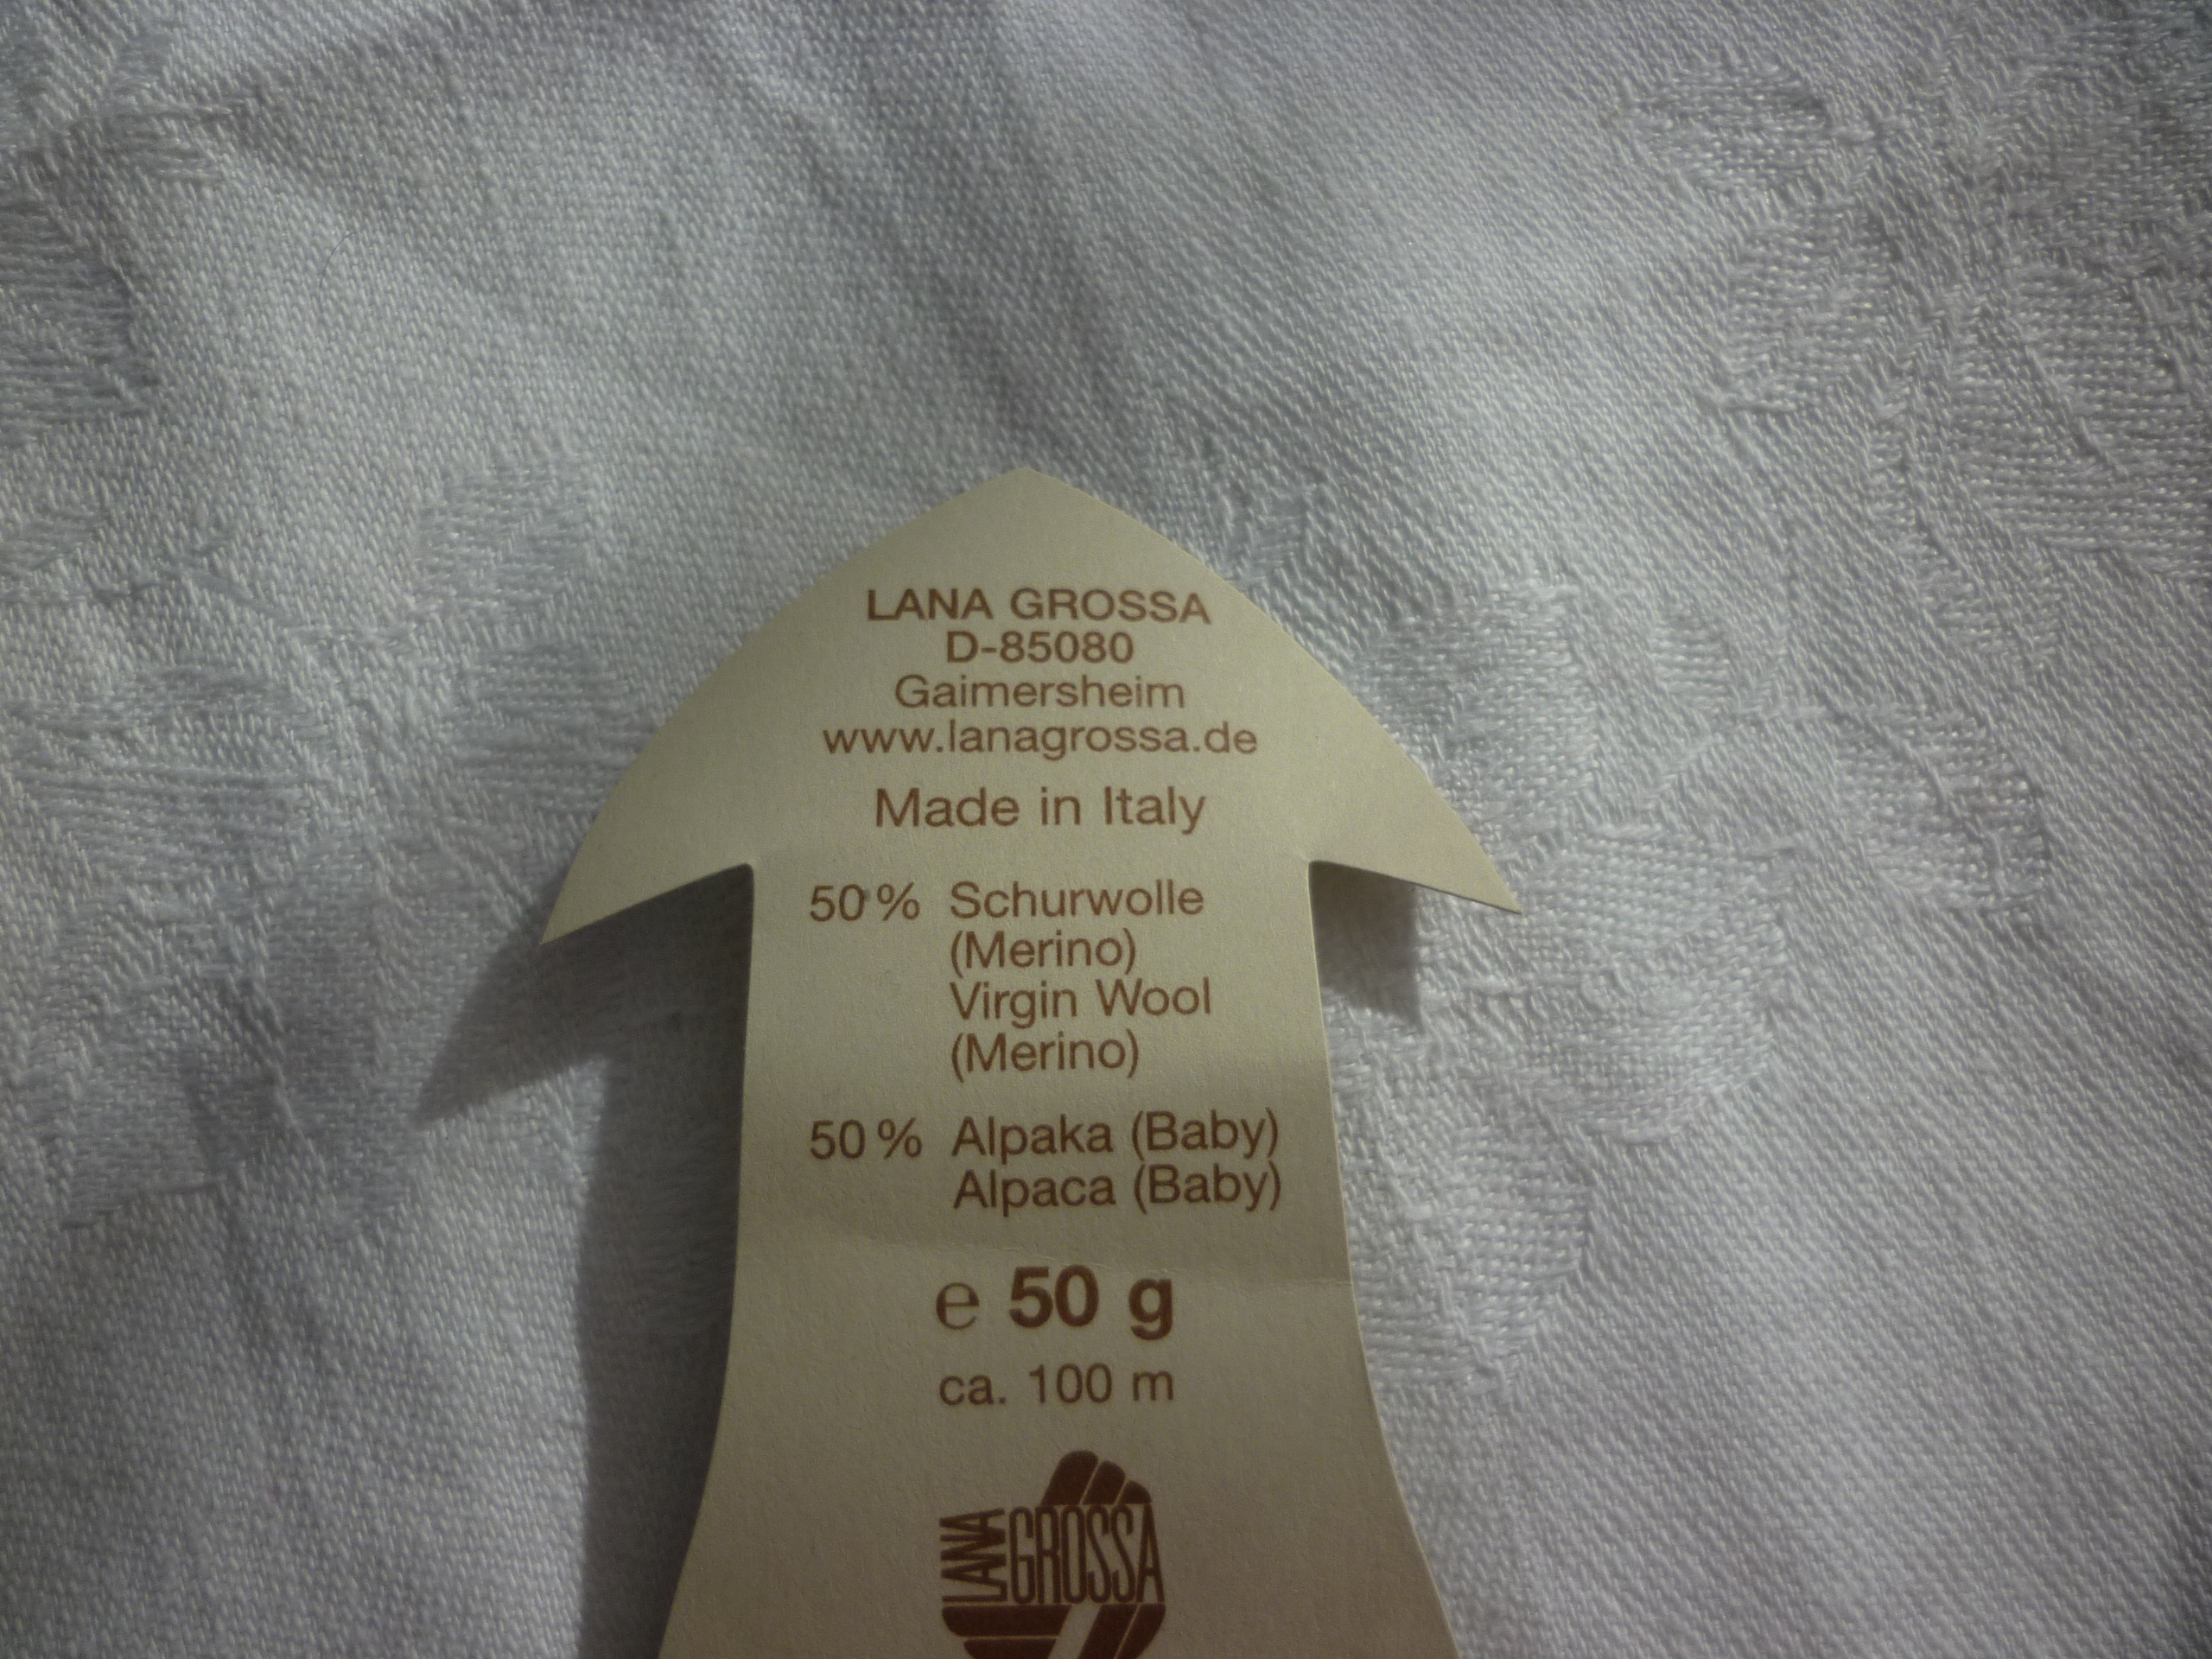 LANA GROSSA
D-85080
Gaimersheim
www.lanagrossa.de
Made in Italy
50 % Schurwolle
(Merino)
Virgin Wool
(Merino)
50 % Alpaka (Baby)
Alpaca (Baby)
℮ 50 g
ca. 100 m
LANA GROSSA